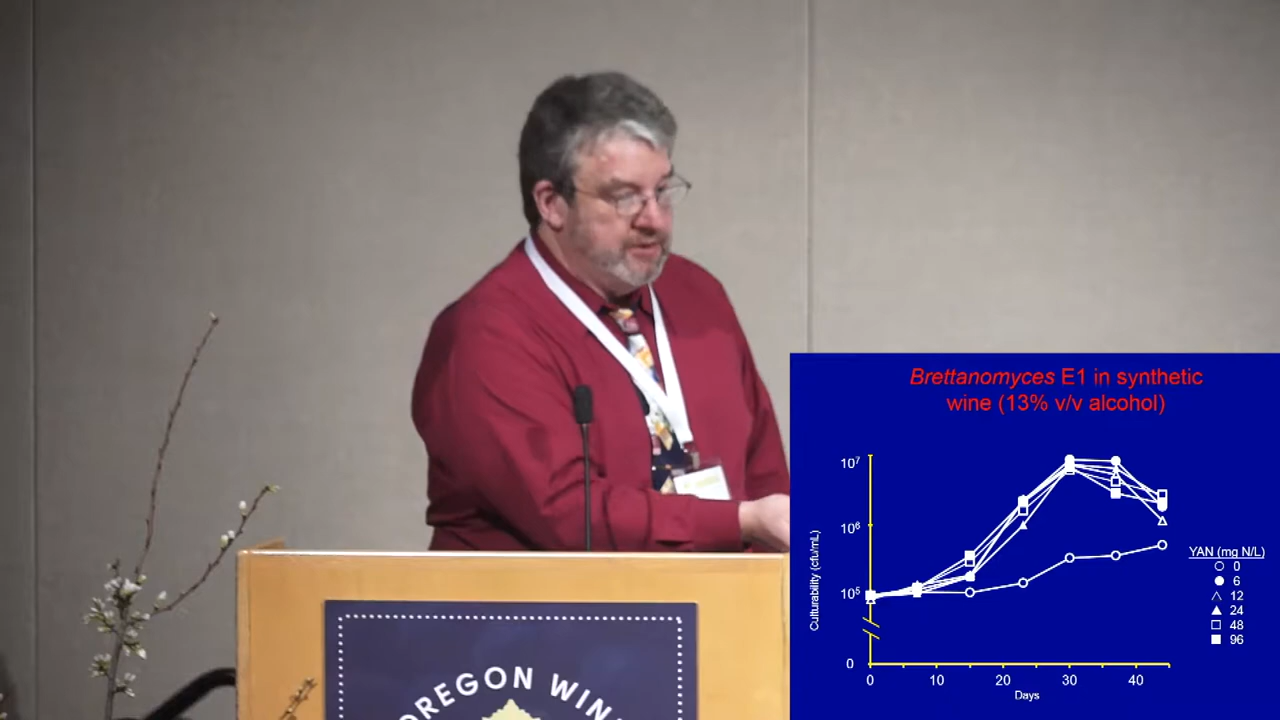 Brettanomyces E1 in synthetic
wine (13% v/v alcohol)
10⁷
10⁶
10⁵
0
Culturability (cfu/mL)
0 10 20 30 40
Days
YAN (mg N/L)
0
6
12
24
48
96
OREGON WIN